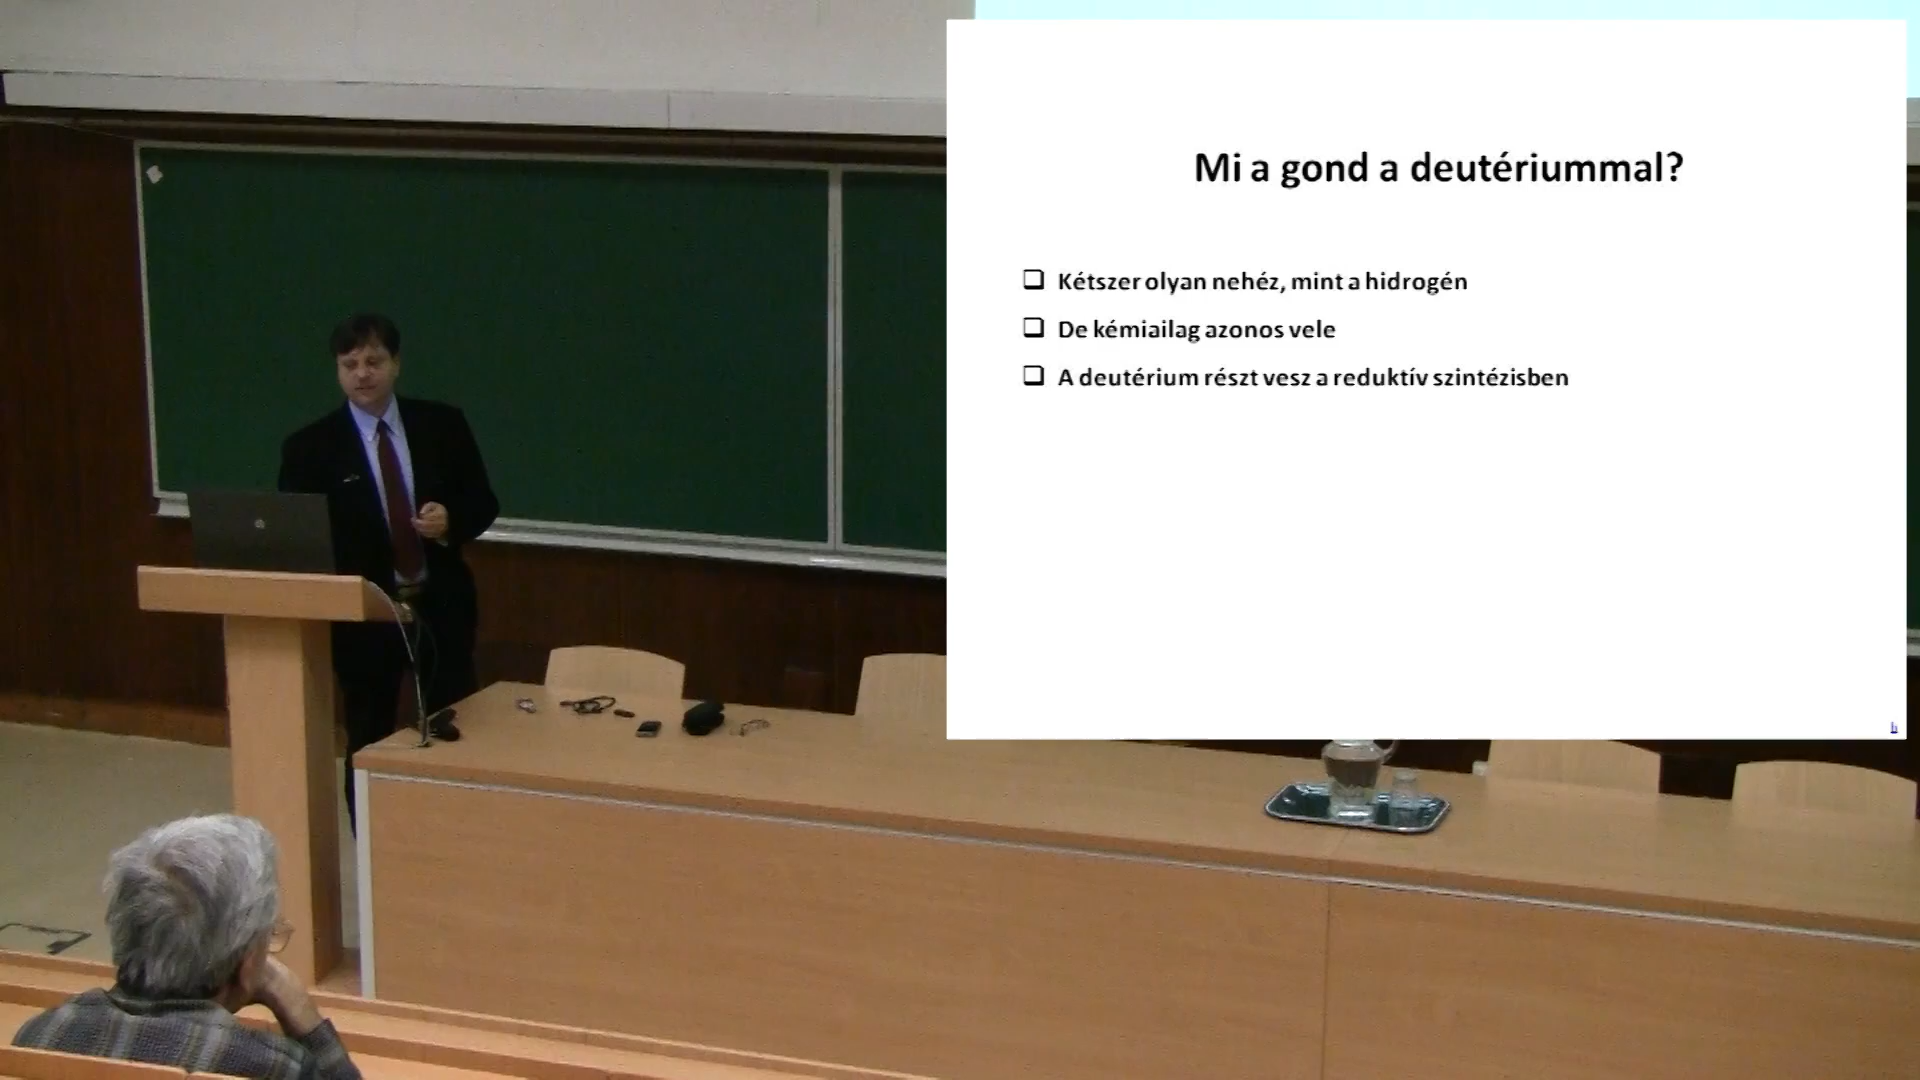 Mi a gond a deutériummal?
Kétszer olyan nehéz, mint a hidrogén
De kémiailag azonos vele
A deutérium részt vesz a reduktív szintézisben